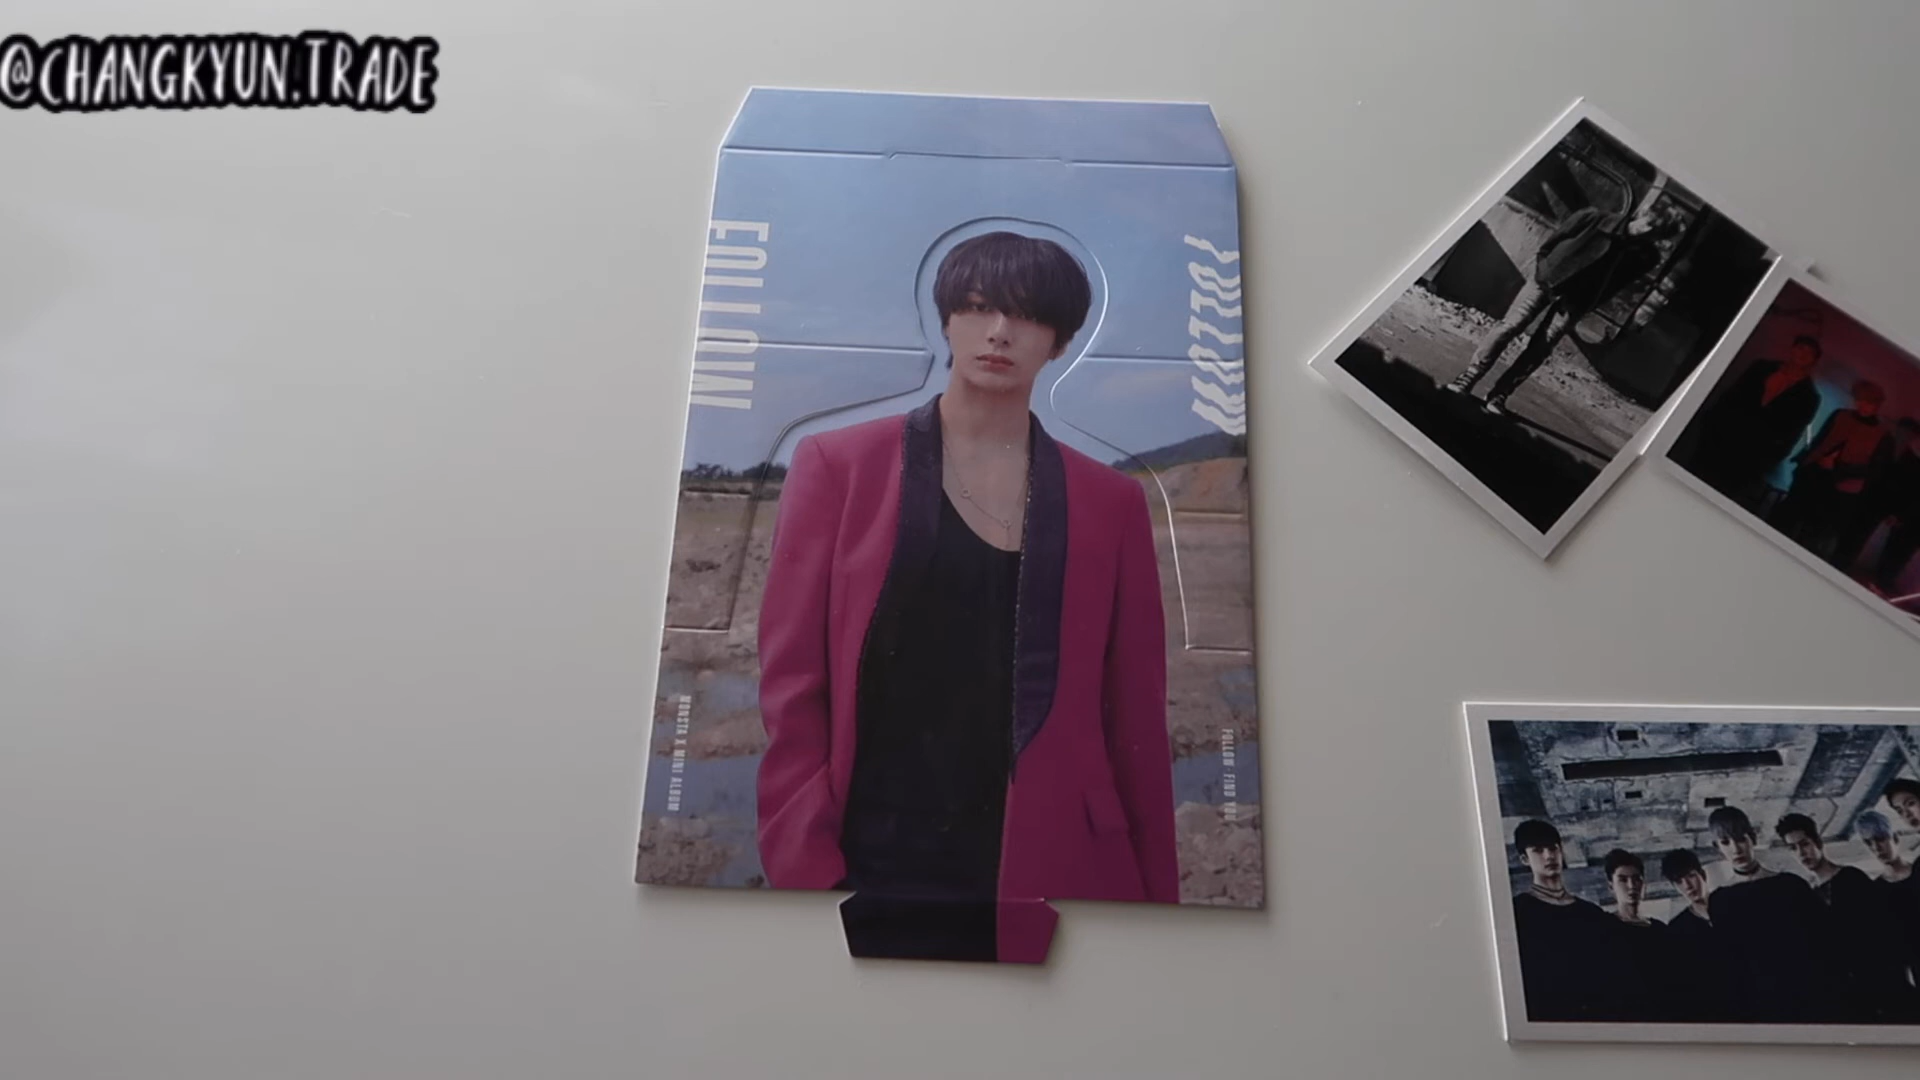 @CHANGKYUN.TRADE
FOLLOW
FOLLOW
MONSTA X MINI ALBUM
FOLLOW - FIND YOU